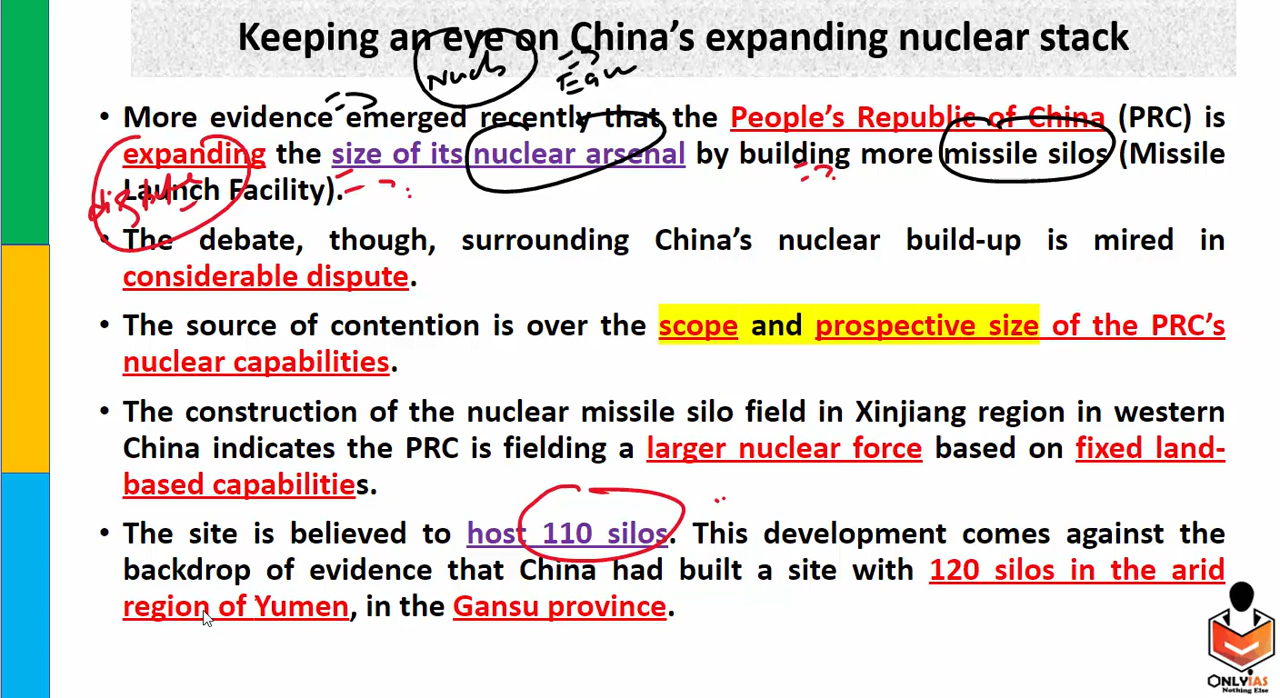 Keeping an eye on China's expanding nuclear stack
• More evidence emerged recently that the People's Republic of China (PRC) is
expanding the size of its nuclear arsenal by building more missile silos (Missile
Launch Facility).
• The debate, though, surrounding China's nuclear build-up is mired in
considerable dispute.
• The source of contention is over the scope and prospective size of the PRC's
nuclear capabilities.
• The construction of the nuclear missile silo field in Xinjiang region in western
China indicates the PRC is fielding a larger nuclear force based on fixed land-
based capabilities.
• The site is believed to host 110 silos. This development comes against the
backdrop of evidence that China had built a site with 120 silos in the arid
region of Yumen, in the Gansu province.
ONLYIAS
Nothing Else